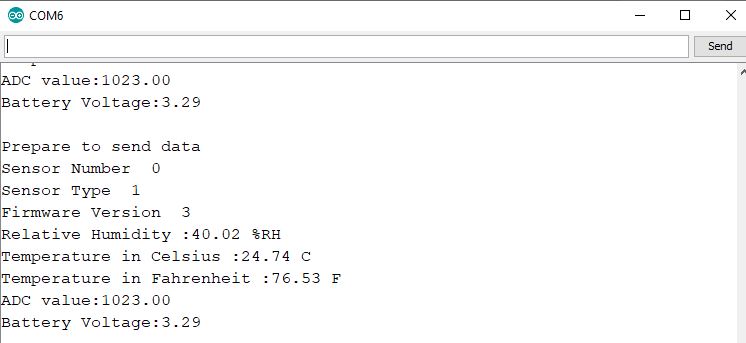 COM6
Send
ADC value:1023.00
Battery Voltage:3.29
Prepare to send data
Sensor Number  0
Sensor Type  1
Firmware Version  3
Relative Humidity :40.02 %RH
Temperature in Celsius :24.74 C
Temperature in Fahrenheit :76.53 F
ADC value:1023.00
Battery Voltage:3.29